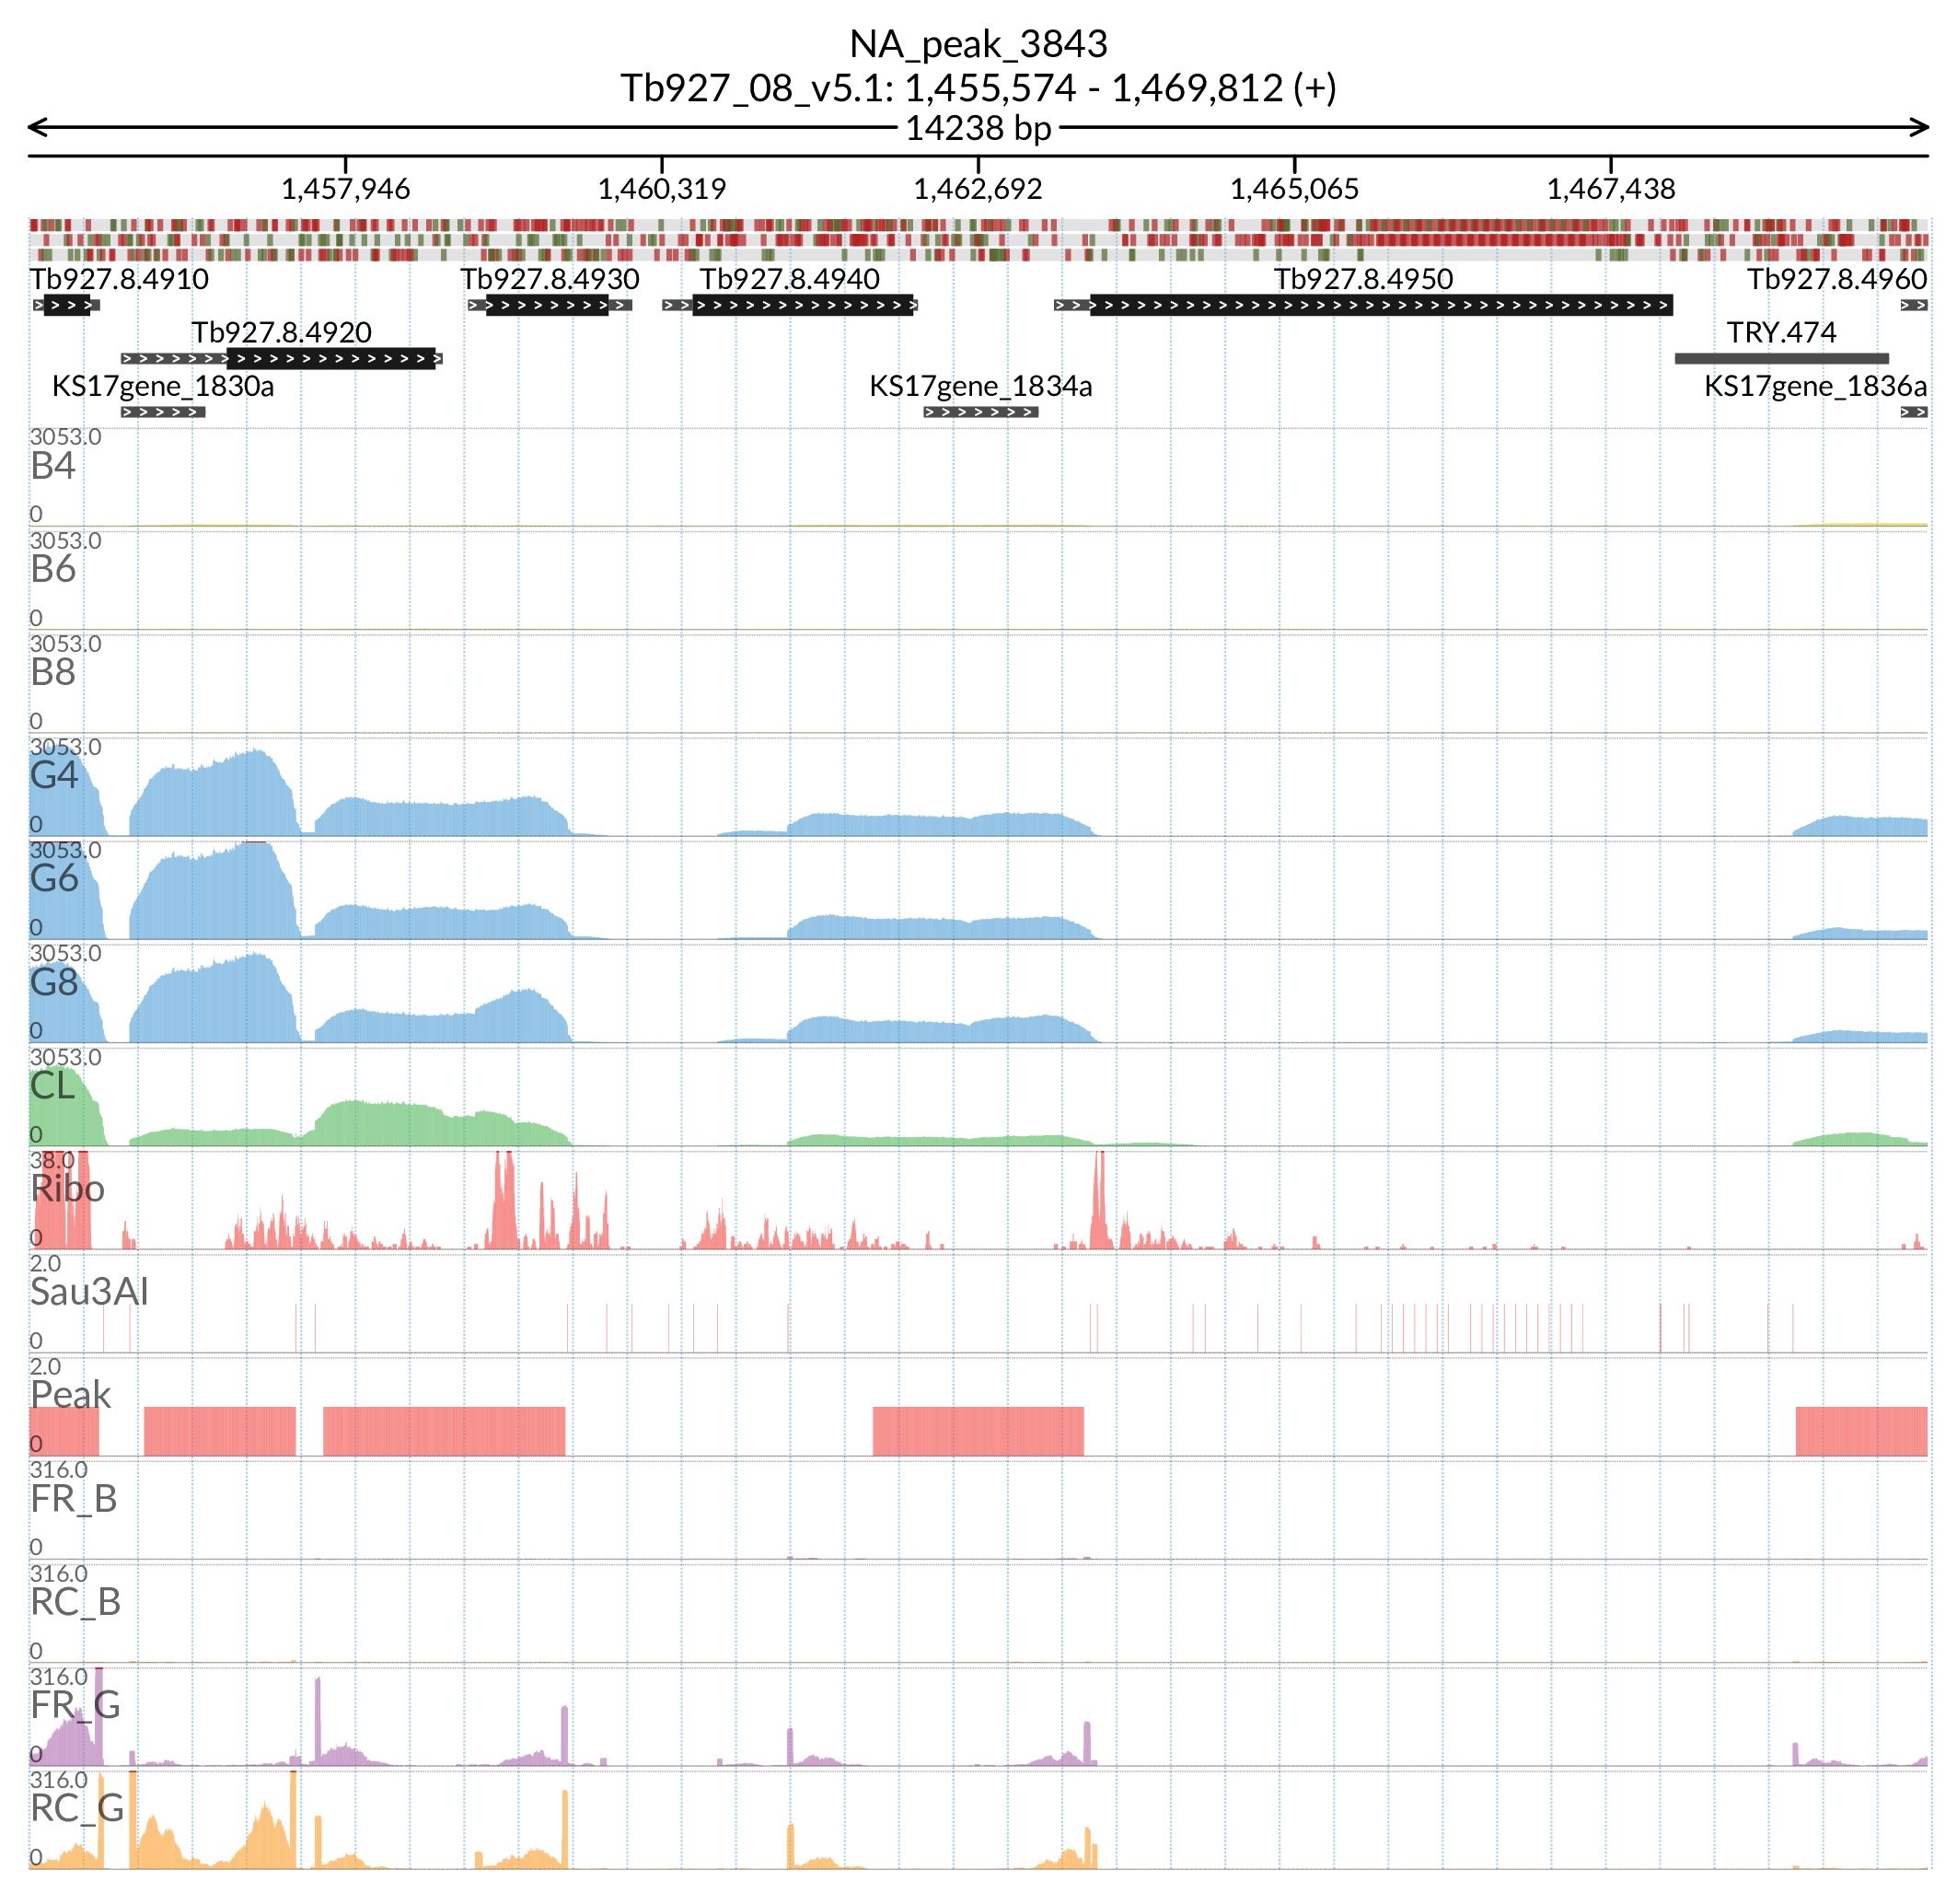 NA_peak_3843
Tb927_08_v5.1: 1,455,574 - 1,469,812 (+)
14238 bp
1,457,946 1,460,319 1,462,692 1,465,065 1,467,438
Tb927.8.4910 Tb927.8.4930 Tb927.8.4940 Tb927.8.4950 Tb927.8.4960
Tb927.8.4920 TRY.474
KS17gene_1830a KS17gene_1834a KS17gene_1836a
3053.0
B4
0
3053.0
B6
0
3053.0
B8
0
3053.0
G4
0
3053.0
G6
0
3053.0
G8
0
3053.0
CL
0
38.0
Ribo
0
2.0
Sau3AI
0
2.0
Peak
0
316.0
FR_B
0
316.0
RC_B
0
316.0
FR_G
0
316.0
RC_G
0